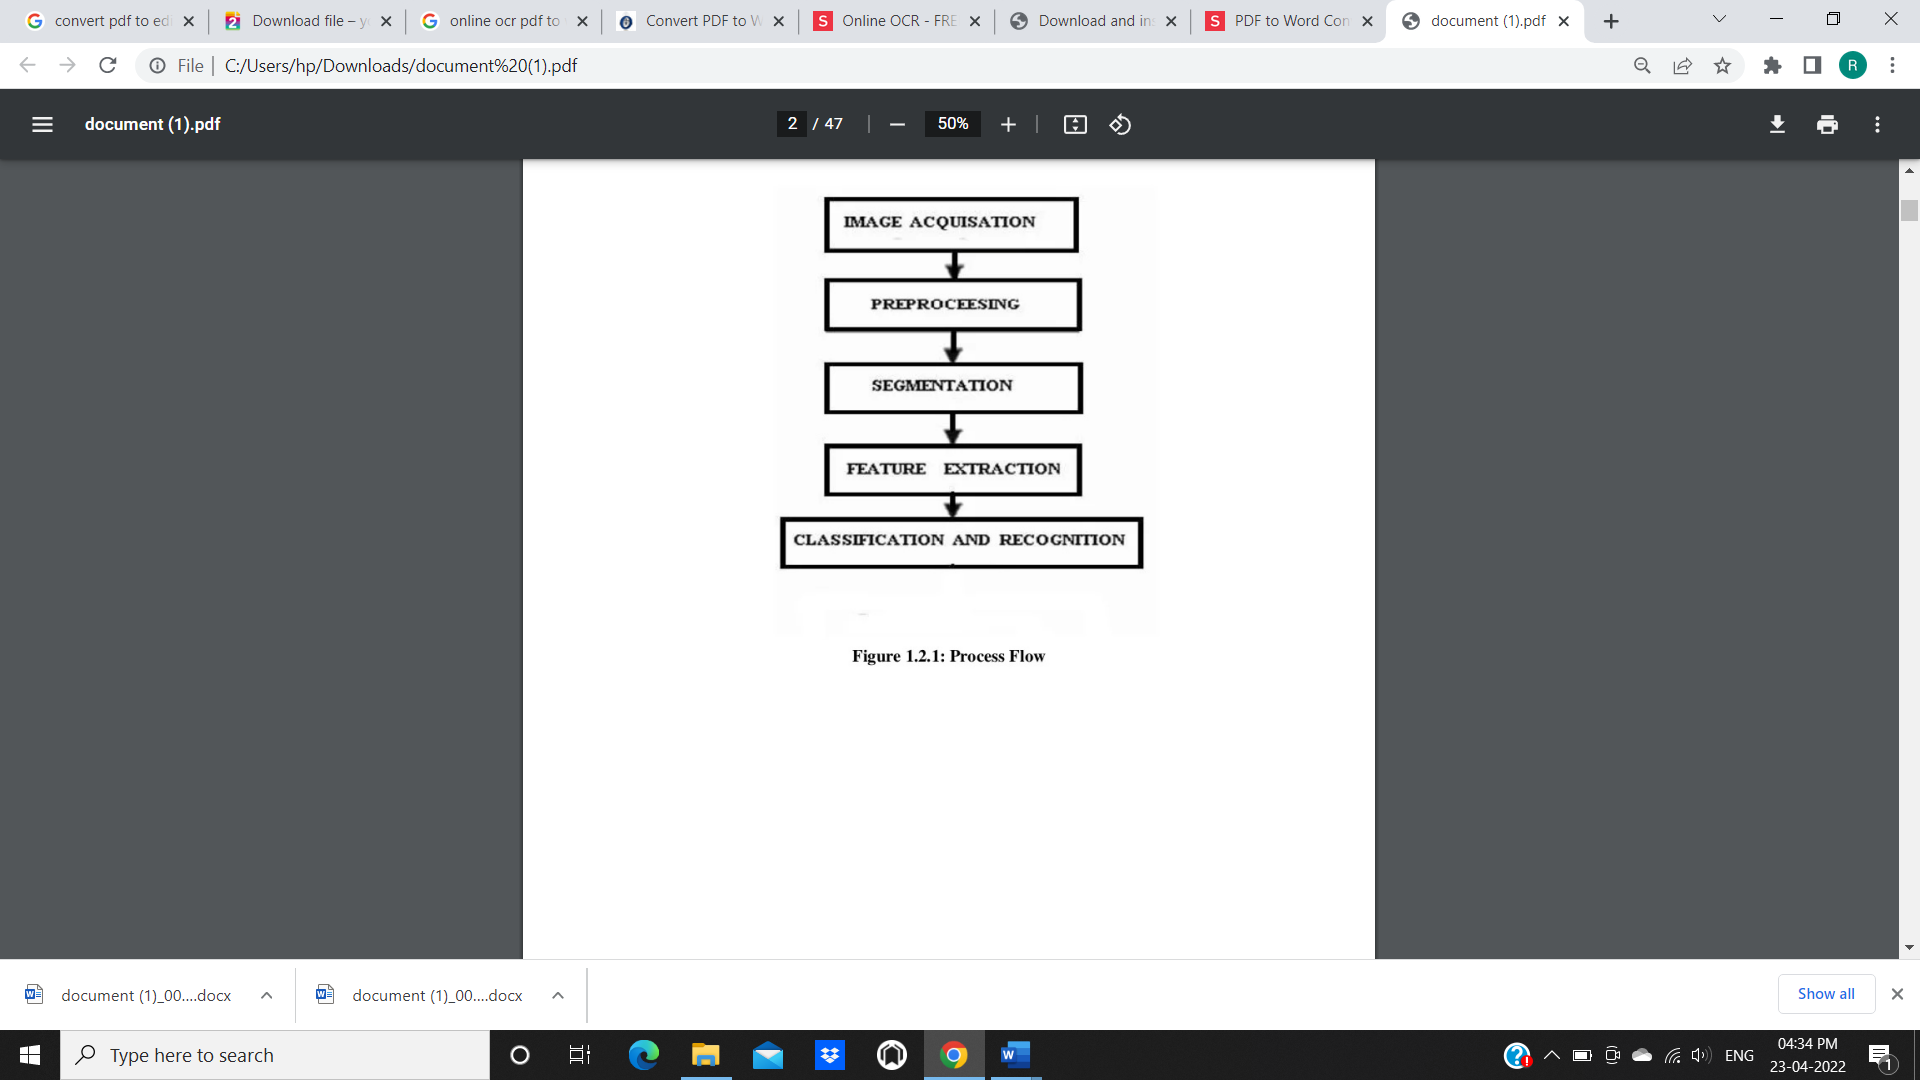 convert pdf to edi
Download file – y
online ocr pdf to
Convert PDF to W
Online OCR - FRE
Download and in
PDF to Word Con
document (1).pdf
File
C:/Users/hp/Downloads/document%20(1).pdf
R
document (1).pdf
2 / 47
50%
IMAGE ACQUISATION
PREPROCEESING
SEGMENTATION
FEATURE EXTRACTION
CLASSIFICATION AND RECOGNITION
Figure 1.2.1: Process Flow
document (1)_00....docx
document (1)_00....docx
Show all
Type here to search
ENG
04:34 PM
23-04-2022
1